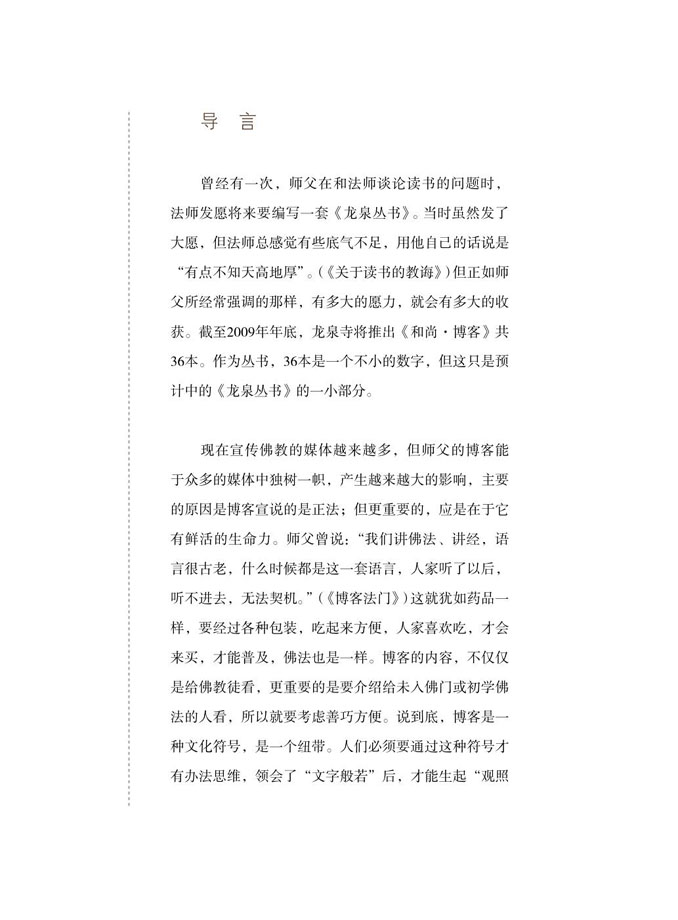 导 言
曾经有一次，师父在和法师谈论读书的问题时，
法师发愿将来要编写一套《龙泉丛书》。当时虽然发了
大愿，但法师总感觉有些底气不足，用他自己的话说是
“有点不知天高地厚”。(《关于读书的教诲》)但正如师
父所经常强调的那样，有多大的愿力，就会有多大的收
获。截至2009年年底，龙泉寺将推出《和尚·博客》共
36本。作为丛书，36本是一个不小的数字，但这只是预
计中的《龙泉丛书》的一小部分。
现在宣传佛教的媒体越来越多，但师父的博客能
于众多的媒体中独树一帜，产生越来越大的影响，主要
的原因是博客宣说的是正法；但更重要的，应是在于它
有鲜活的生命力。师父曾说：“我们讲佛法、讲经，语
言很古老，什么时候都是这一套语言，人家听了以后，
听不进去，无法契机。”(《博客法门》)这就犹如药品一
样，要经过各种包装，吃起来方便，人家喜欢吃，才会
来买，才能普及，佛法也是一样。博客的内容，不仅仅
是给佛教徒看，更重要的是要介绍给未入佛门或初学佛
法的人看，所以就要考虑善巧方便。说到底，博客是一
种文化符号，是一个纽带。人们必须要通过这种符号才
有办法思维，领会了“文字般若”后，才能生起“观照